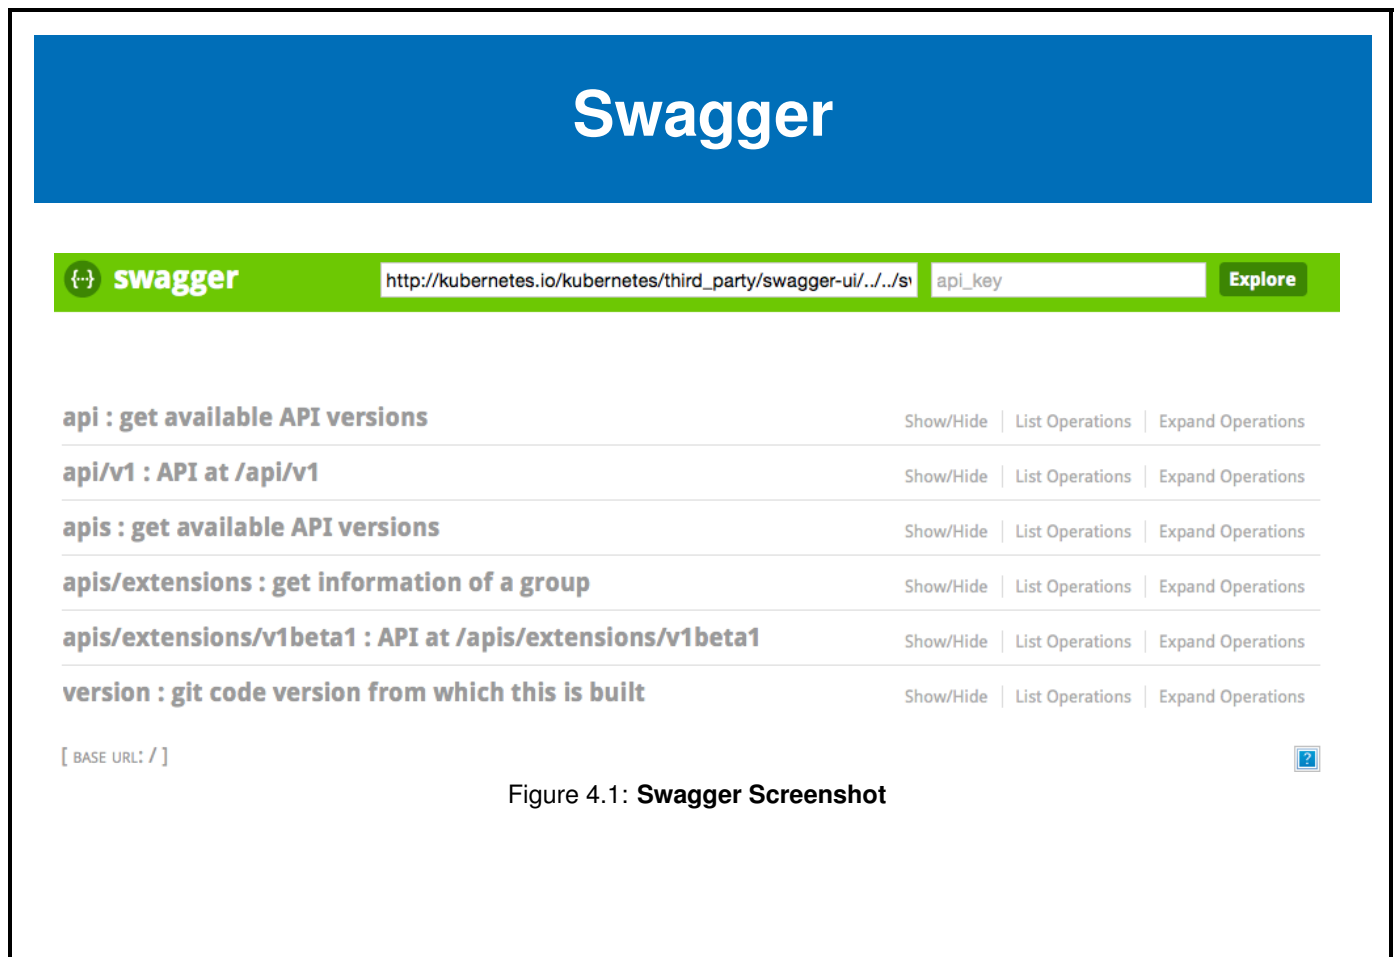 Swagger
{···} swagger http://kubernetes.io/kubernetes/third_party/swagger-ui/../../s api_key Explore
api : get available API versions Show/Hide List Operations Expand Operations
api/v1 : API at /api/v1 Show/Hide List Operations Expand Operations
apis : get available API versions Show/Hide List Operations Expand Operations
apis/extensions : get information of a group Show/Hide List Operations Expand Operations
apis/extensions/v1beta1 : API at /apis/extensions/v1beta1 Show/Hide List Operations Expand Operations
version : git code version from which this is built Show/Hide List Operations Expand Operations
[ BASE URL: / ] ?
Figure 4.1: Swagger Screenshot